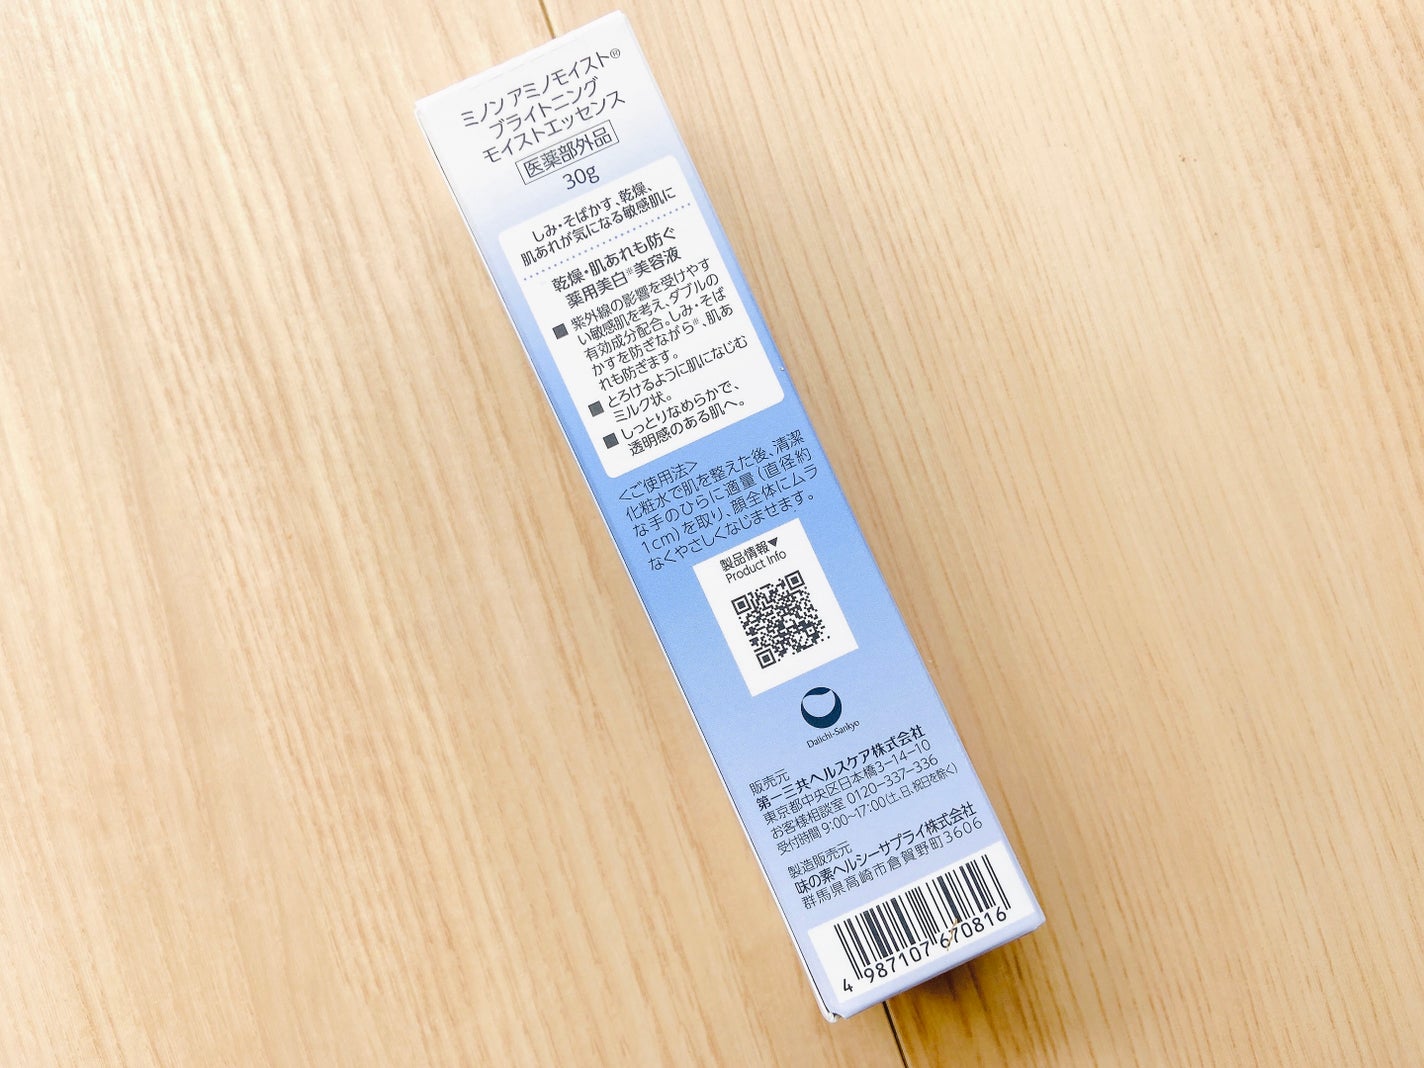 ミノン アミノモイスト®
ブライトニング
モイストエッセンス
医薬部外品
30g
しみ・そばかす、乾燥、
肌あれが気になる敏感肌に
乾燥・肌あれも防ぐ
薬用美白※美容液
■ 紫外線の影響を受けやす
い敏感肌を考え、ダブルの
有効成分配合。しみ・そば
かすを防ぎながら※、肌あ
れも防ぎます。
■ とろけるように肌になじむ
ミルク状。
■ しっとりなめらかで、
透明感のある肌へ。
<ご使用法>
化粧水で肌を整えた後、清潔
な手のひらに適量(直径約
1cm)を取り、顔全体にムラ
なくやさしくなじませます。
製品情報▼
Product Info
Daiichi-Sankyo
販売元
第一三共ヘルスケア株式会社
東京都中央区日本橋3-14-10
お客様相談室 0120-337-336
受付時間 9:00~17:00(土、日、祝日を除く)
製造販売元
味の素ヘルシーサプライ株式会社
群馬県高崎市倉賀野町3606
4 987107 670816